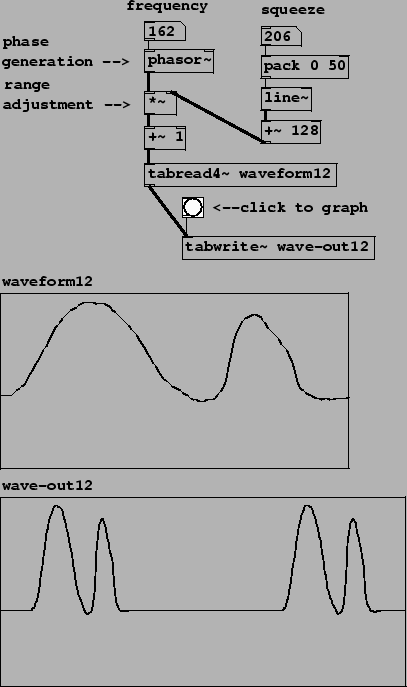 frequency squeeze
162 206
phase
generation --> phasor~ pack 0 50
range
adjustment --> *~ line~
+~ 1 +~ 128
tabread4~ waveform12
<--click to graph
tabwrite~ wave-out12
waveform12
wave-out12